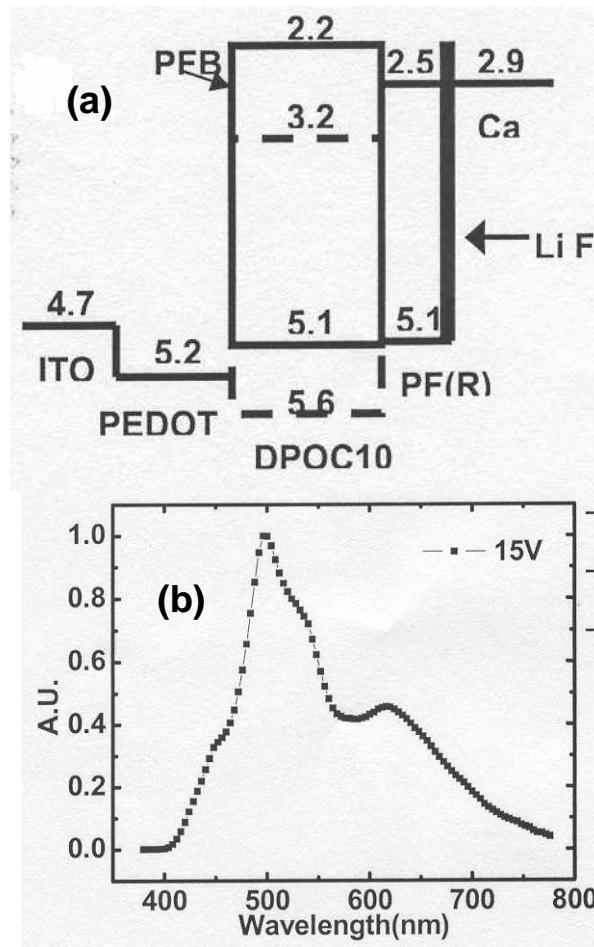 2.2
PFB
2.5
2.9
(a)
3.2
Ca
Li F
4.7
5.1
5.1
ITO
5.2
PF(R)
5.6
PEDOT
DPOC10
1.0
15V
(b)
0.8
0.6
A.U.
0.4
0.2
0.0
400 500 600 700 800
Wavelength(nm)